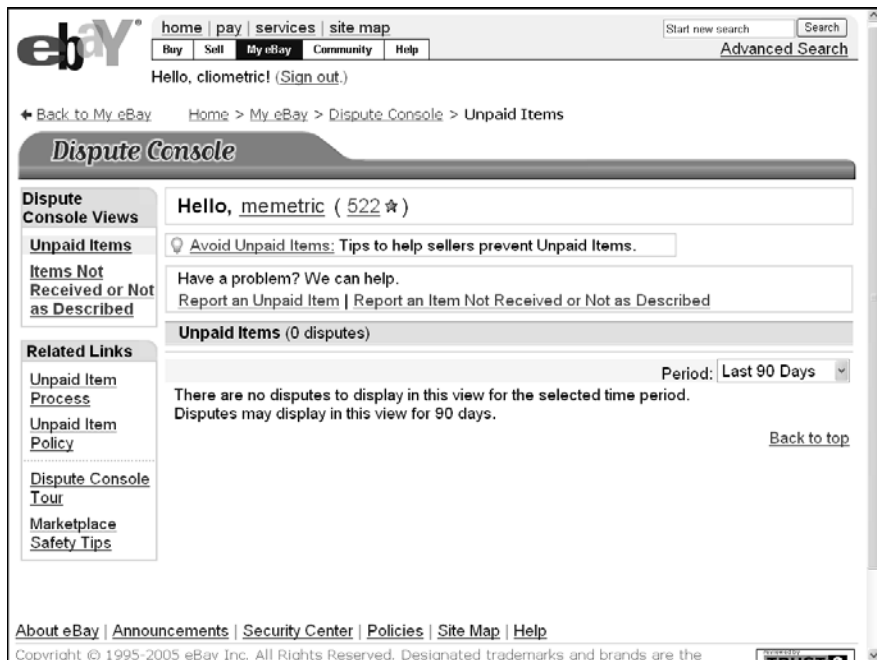 ebaY®
home | pay | services | site map
Start new search Search
Buy Sell My eBay Community Help
Advanced Search
Hello, cliometric! (Sign out.)
Back to My eBay Home > My eBay > Dispute Console > Unpaid Items
Dispute Console
Dispute Console Views
Unpaid Items
Items Not
Received or Not
as Described
Related Links
Unpaid Item
Process
Unpaid Item
Policy
Dispute Console
Tour
Marketplace
Safety Tips
Hello, memetric ( 522 )
Avoid Unpaid Items: Tips to help sellers prevent Unpaid Items.
Have a problem? We can help.
Report an Unpaid Item | Report an Item Not Received or Not as Described
Unpaid Items (0 disputes)
Period: Last 90 Days
There are no disputes to display in this view for the selected time period.
Disputes may display in this view for 90 days.
Back to top
About eBay | Announcements | Security Center | Policies | Site Map | Help
Copyright © 1995-2005 eBay Inc. All Rights Reserved. Designated trademarks and brands are the